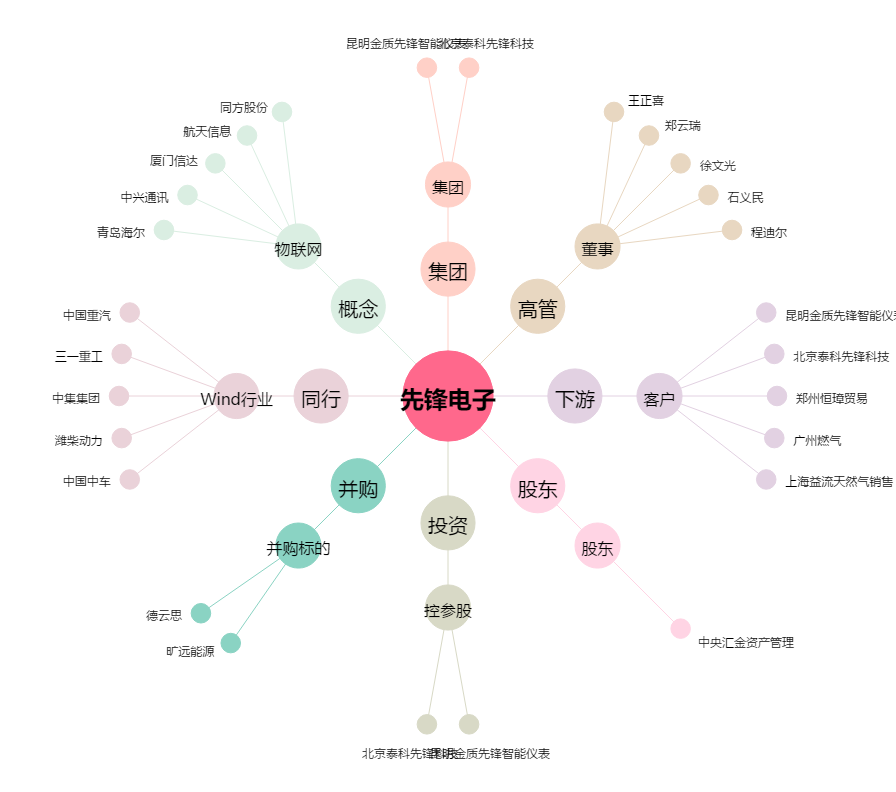 昆明金质先锋智能仪表
北京泰科先锋科技
集团
集团
同方股份
航天信息
厦门信达
中兴通讯
青岛海尔
物联网
概念
王正喜
郑云瑞
徐文光
石义民
程迪尔
董事
高管
中国重汽
三一重工
中集集团
潍柴动力
中国中车
Wind行业
同行
先锋电子
下游
客户
昆明金质先锋智能仪
北京泰科先锋科技
郑州恒璋贸易
广州燃气
上海益流天然气销售
并购
并购标的
德云思
旷远能源
投资
控参股
北京泰科先锋科技
昆明金质先锋智能仪表
股东
股东
中央汇金资产管理